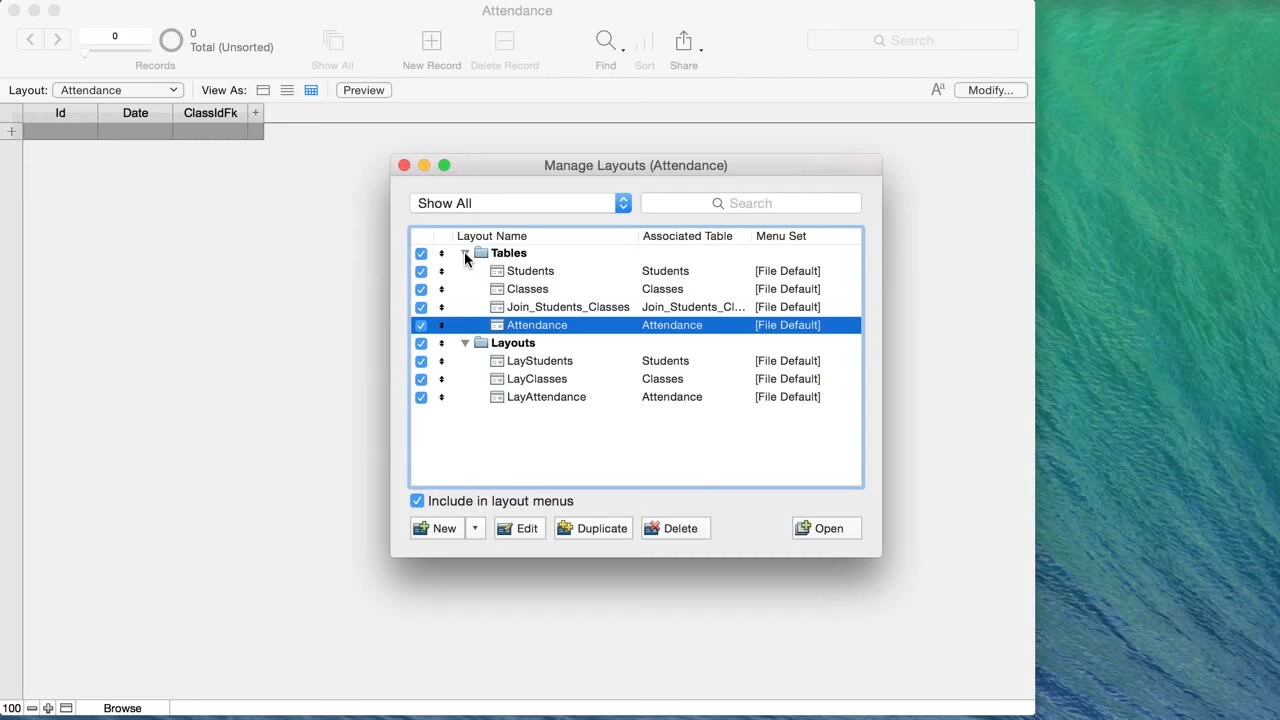 Attendance
0
0
Total (Unsorted)
Records
Show All
New Record
Delete Record
Find
Sort
Share
Search
Layout:
Attendance
View As:
Preview
Aa
Modify...
Id
Date
ClassIdFk
+
+
Manage Layouts (Attendance)
Show All
Search
Layout Name Associated Table Menu Set
Tables
Students Students [File Default]
Classes Classes [File Default]
Join_Students_Classes Join_Students_Cl... [File Default]
Attendance Attendance [File Default]
Layouts
LayStudents Students [File Default]
LayClasses Classes [File Default]
LayAttendance Attendance [File Default]
Include in layout menus
New
Edit
Duplicate
Delete
Open
100
Browse